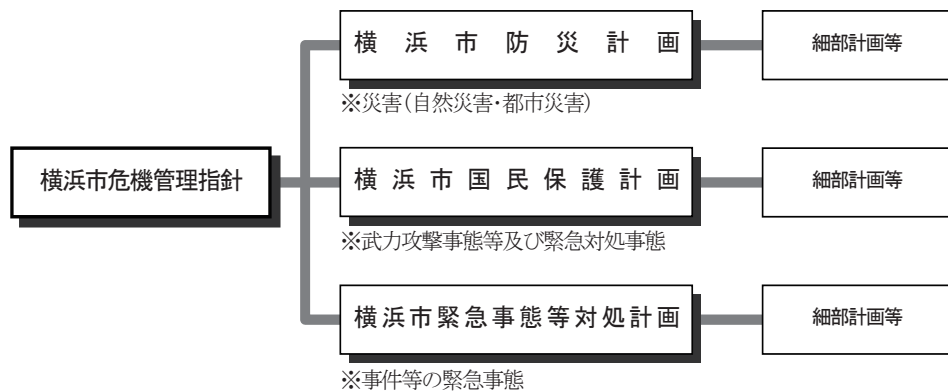 横浜市防災計画
細部計画等
※災害(自然災害・都市災害)
横浜市危機管理指針
横浜市国民保護計画
細部計画等
※武力攻撃事態等及び緊急対処事態
横浜市緊急事態等対処計画
細部計画等
※事件等の緊急事態